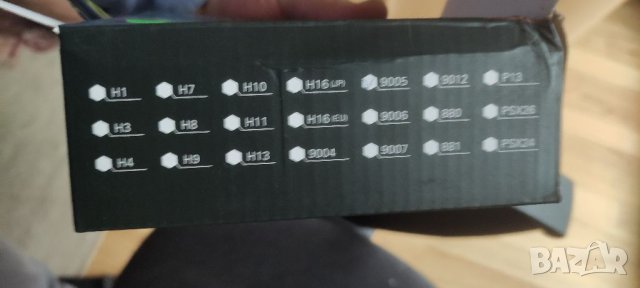 H1 H7 H10 H16 (JP) 9005 9012 P13
H3 H8 H11 H16 (EU) 9006 880 PSX26
H4 H9 H13 9004 9007 881 PSX24
BAZAR
.bg